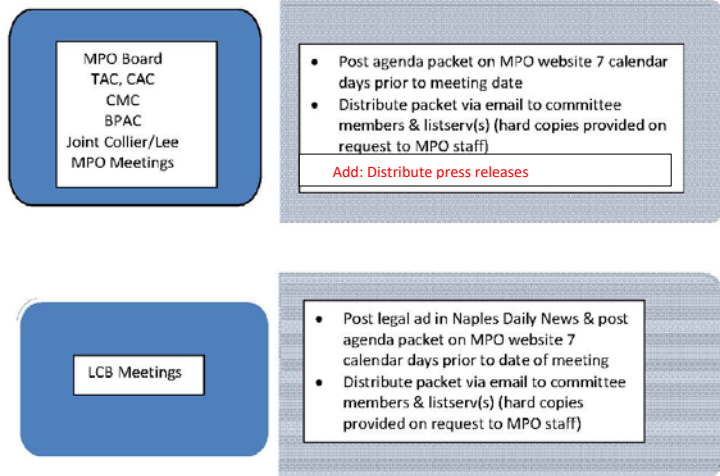 MPO Board
TAC, CAC
CMC
BPAC
Joint Collier/Lee
MPO Meetings
• Post agenda packet on MPO website 7 calendar
days prior to meeting date
• Distribute packet via email to committee
members & listserv(s) (hard copies provided on
request to MPO staff)
Add: Distribute press releases
LCB Meetings
• Post legal ad in Naples Daily News & post
agenda packet on MPO website 7
calendar days prior to date of meeting
• Distribute packet via email to committee
members & listserv(s) (hard copies
provided on request to MPO staff)